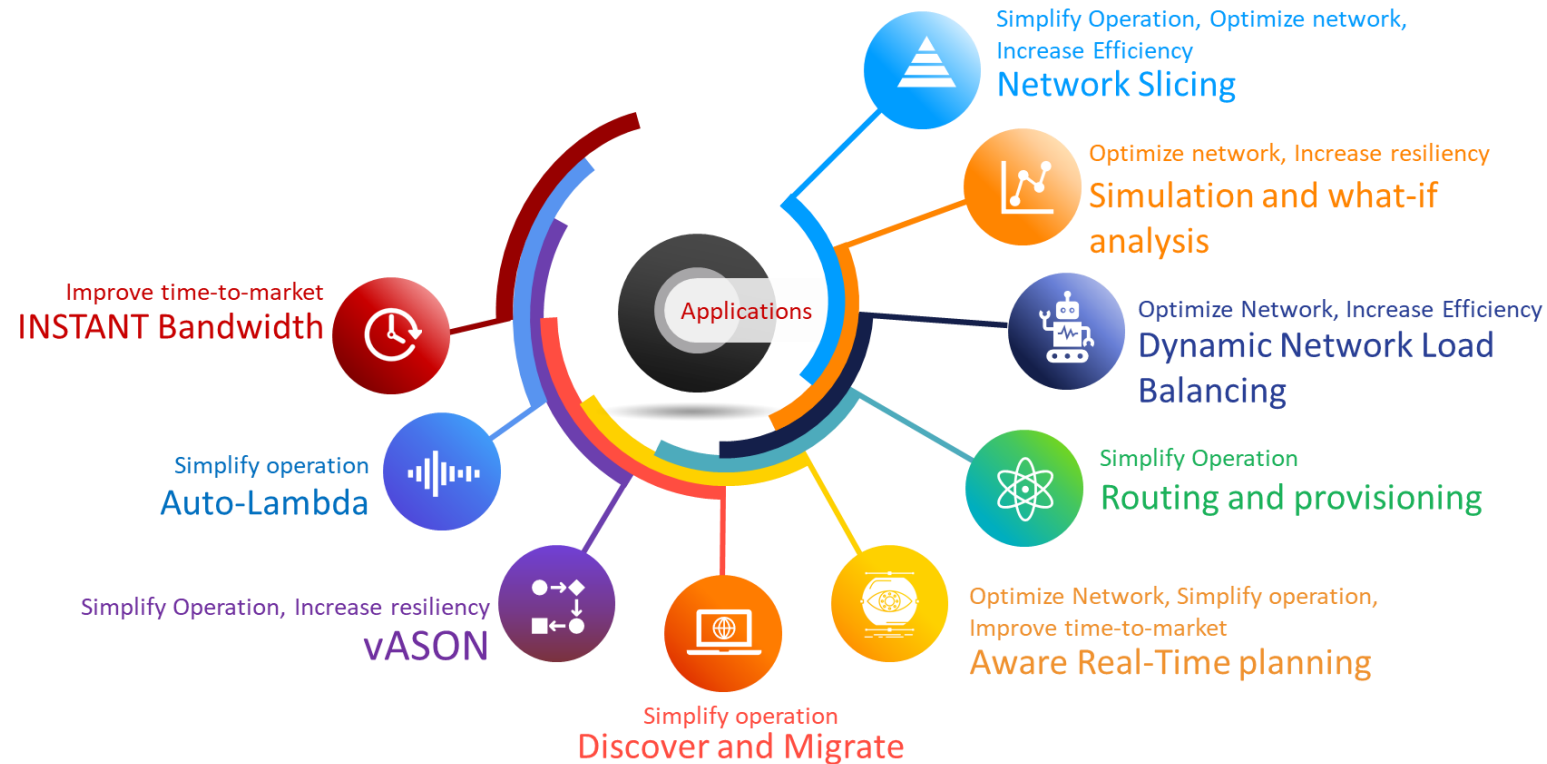 Simplify Operation, Optimize network,
Increase Efficiency
Network Slicing
Optimize network, Increase resiliency
Simulation and what-if
analysis
Optimize Network, Increase Efficiency
Dynamic Network Load
Balancing
Simplify Operation
Routing and provisioning
Optimize Network, Simplify operation,
Improve time-to-market
Aware Real-Time planning
Simplify operation
Discover and Migrate
Simplify Operation, Increase resiliency
vASON
Simplify operation
Auto-Lambda
Improve time-to-market
INSTANT Bandwidth
Applications